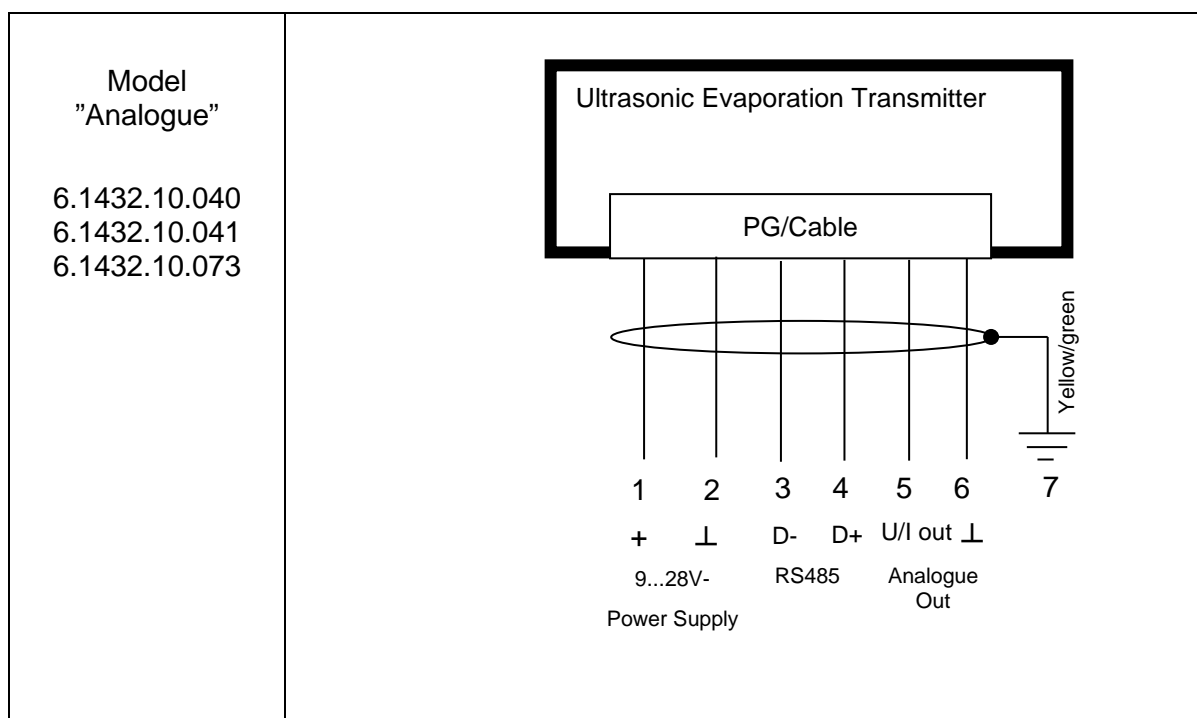 Model
”Analogue”
6.1432.10.040
6.1432.10.041
6.1432.10.073
Ultrasonic Evaporation Transmitter
PG/Cable
Yellow/green
1 2 3 4 5 6 7
+ ⊥ D- D+ U/I out ⊥
9...28V- RS485 Analogue
Out
Power Supply